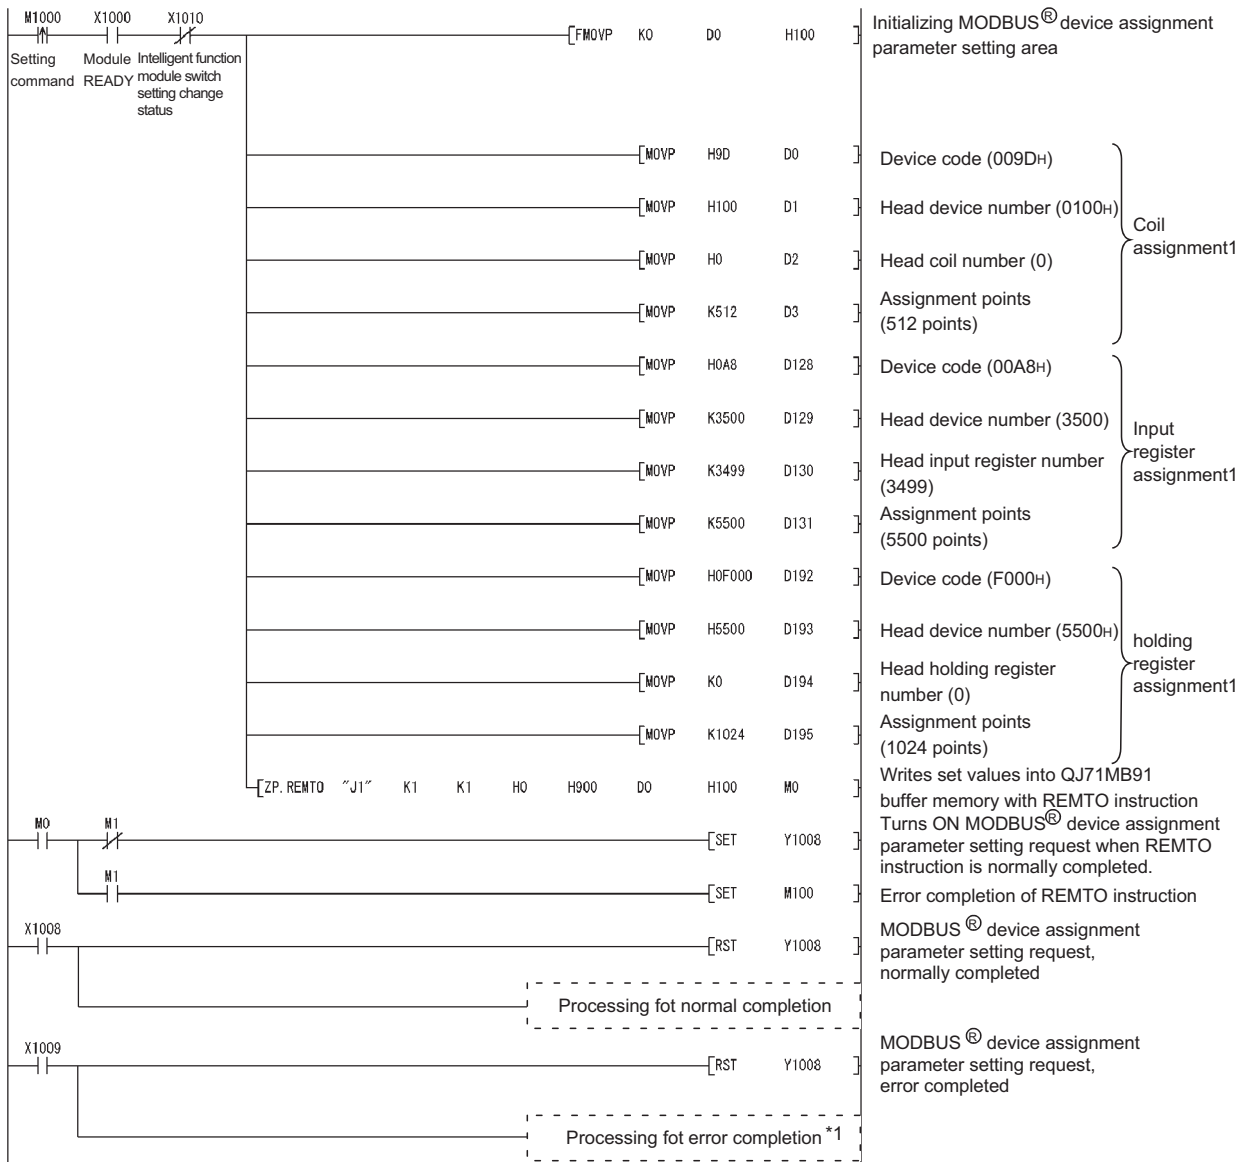 M1000 X1000 X1010
[FMOVP K0 D0 H100]
Initializing MODBUS® device assignment
parameter setting area
Setting
command
Module
READY
Intelligent function
module switch
setting change
status
[MOVP H9D D0]
Device code (009DH)
[MOVP H100 D1]
Head device number (0100H)
[MOVP H0 D2]
Head coil number (0)
[MOVP K512 D3]
Assignment points
(512 points)
Coil
assignment1
[MOVP H0A8 D128]
Device code (00A8H)
[MOVP K3500 D129]
Head device number (3500)
[MOVP K3499 D130]
Head input register number
(3499)
[MOVP K5500 D131]
Assignment points
(5500 points)
Input
register
assignment1
[MOVP H0F000 D192]
Device code (F000H)
[MOVP H5500 D193]
Head device number (5500H)
[MOVP K0 D194]
Head holding register
number (0)
[MOVP K1024 D195]
Assignment points
(1024 points)
holding
register
assignment1
[ZP.REMTO "J1" K1 K1 H0 H900 D0 H100 M0]
Writes set values into QJ71MB91
buffer memory with REMTO instruction
M0 M1
[SET Y1008]
Turns ON MODBUS® device assignment
parameter setting request when REMTO
instruction is normally completed.
M1
[SET M100]
Error completion of REMTO instruction
X1008
[RST Y1008]
MODBUS ® device assignment
parameter setting request,
normally completed
Processing fot normal completion
X1009
[RST Y1008]
MODBUS ® device assignment
parameter setting request,
error completed
Processing fot error completion *1